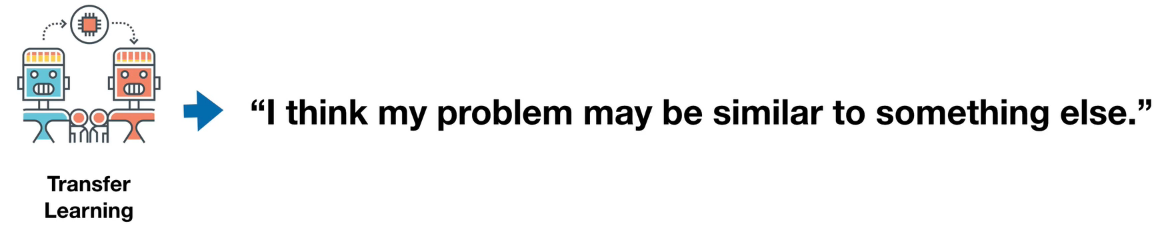 “I think my problem may be similar to something else.”
Transfer
Learning